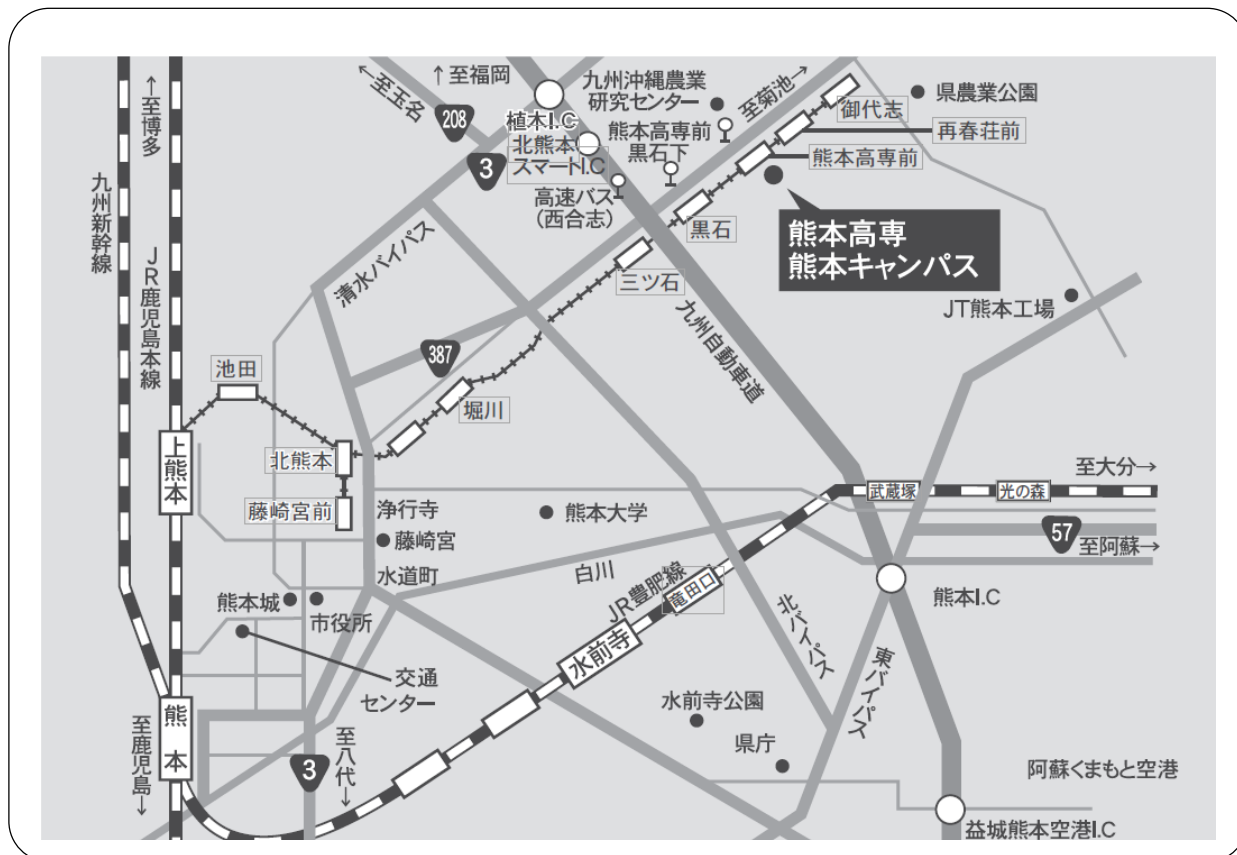 ←至玉名
↑至福岡
九州沖縄農業
研究センター
至菊池→
県農業公園
←至博多
208
植木I.C
北熊本
スマートI.C
熊本高専前
黒石下
御代志
再春荘前
熊本高専前
3
高速バス
(西合志)
黒石
九州新幹線
JR鹿児島本線
清水バイパス
三ツ石
熊本高専
熊本キャンパス
九州自動車道
JT熊本工場
387
池田
堀川
上熊本
北熊本
至大分→
武蔵塚
光の森
藤崎宮前
浄行寺
熊本大学
57
藤崎宮
至阿蘇→
水道町
白川
JR豊肥線
竜田口
熊本城
市役所
熊本I.C
北バイパス
東バイパス
水前寺
交通
センター
水前寺公園
熊本
至鹿児島→
3
至八代→
県庁
阿蘇くまもと空港
益城熊本空港I.C